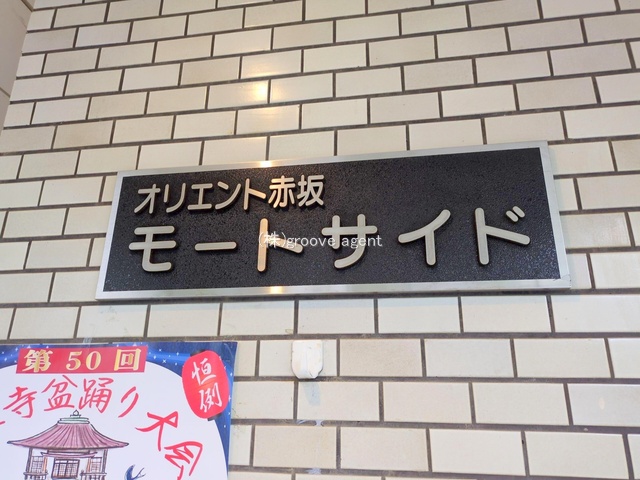 オリエント赤坂
モートサイド
(株)groove agent
第50回
恒例
寺盆踊り大会